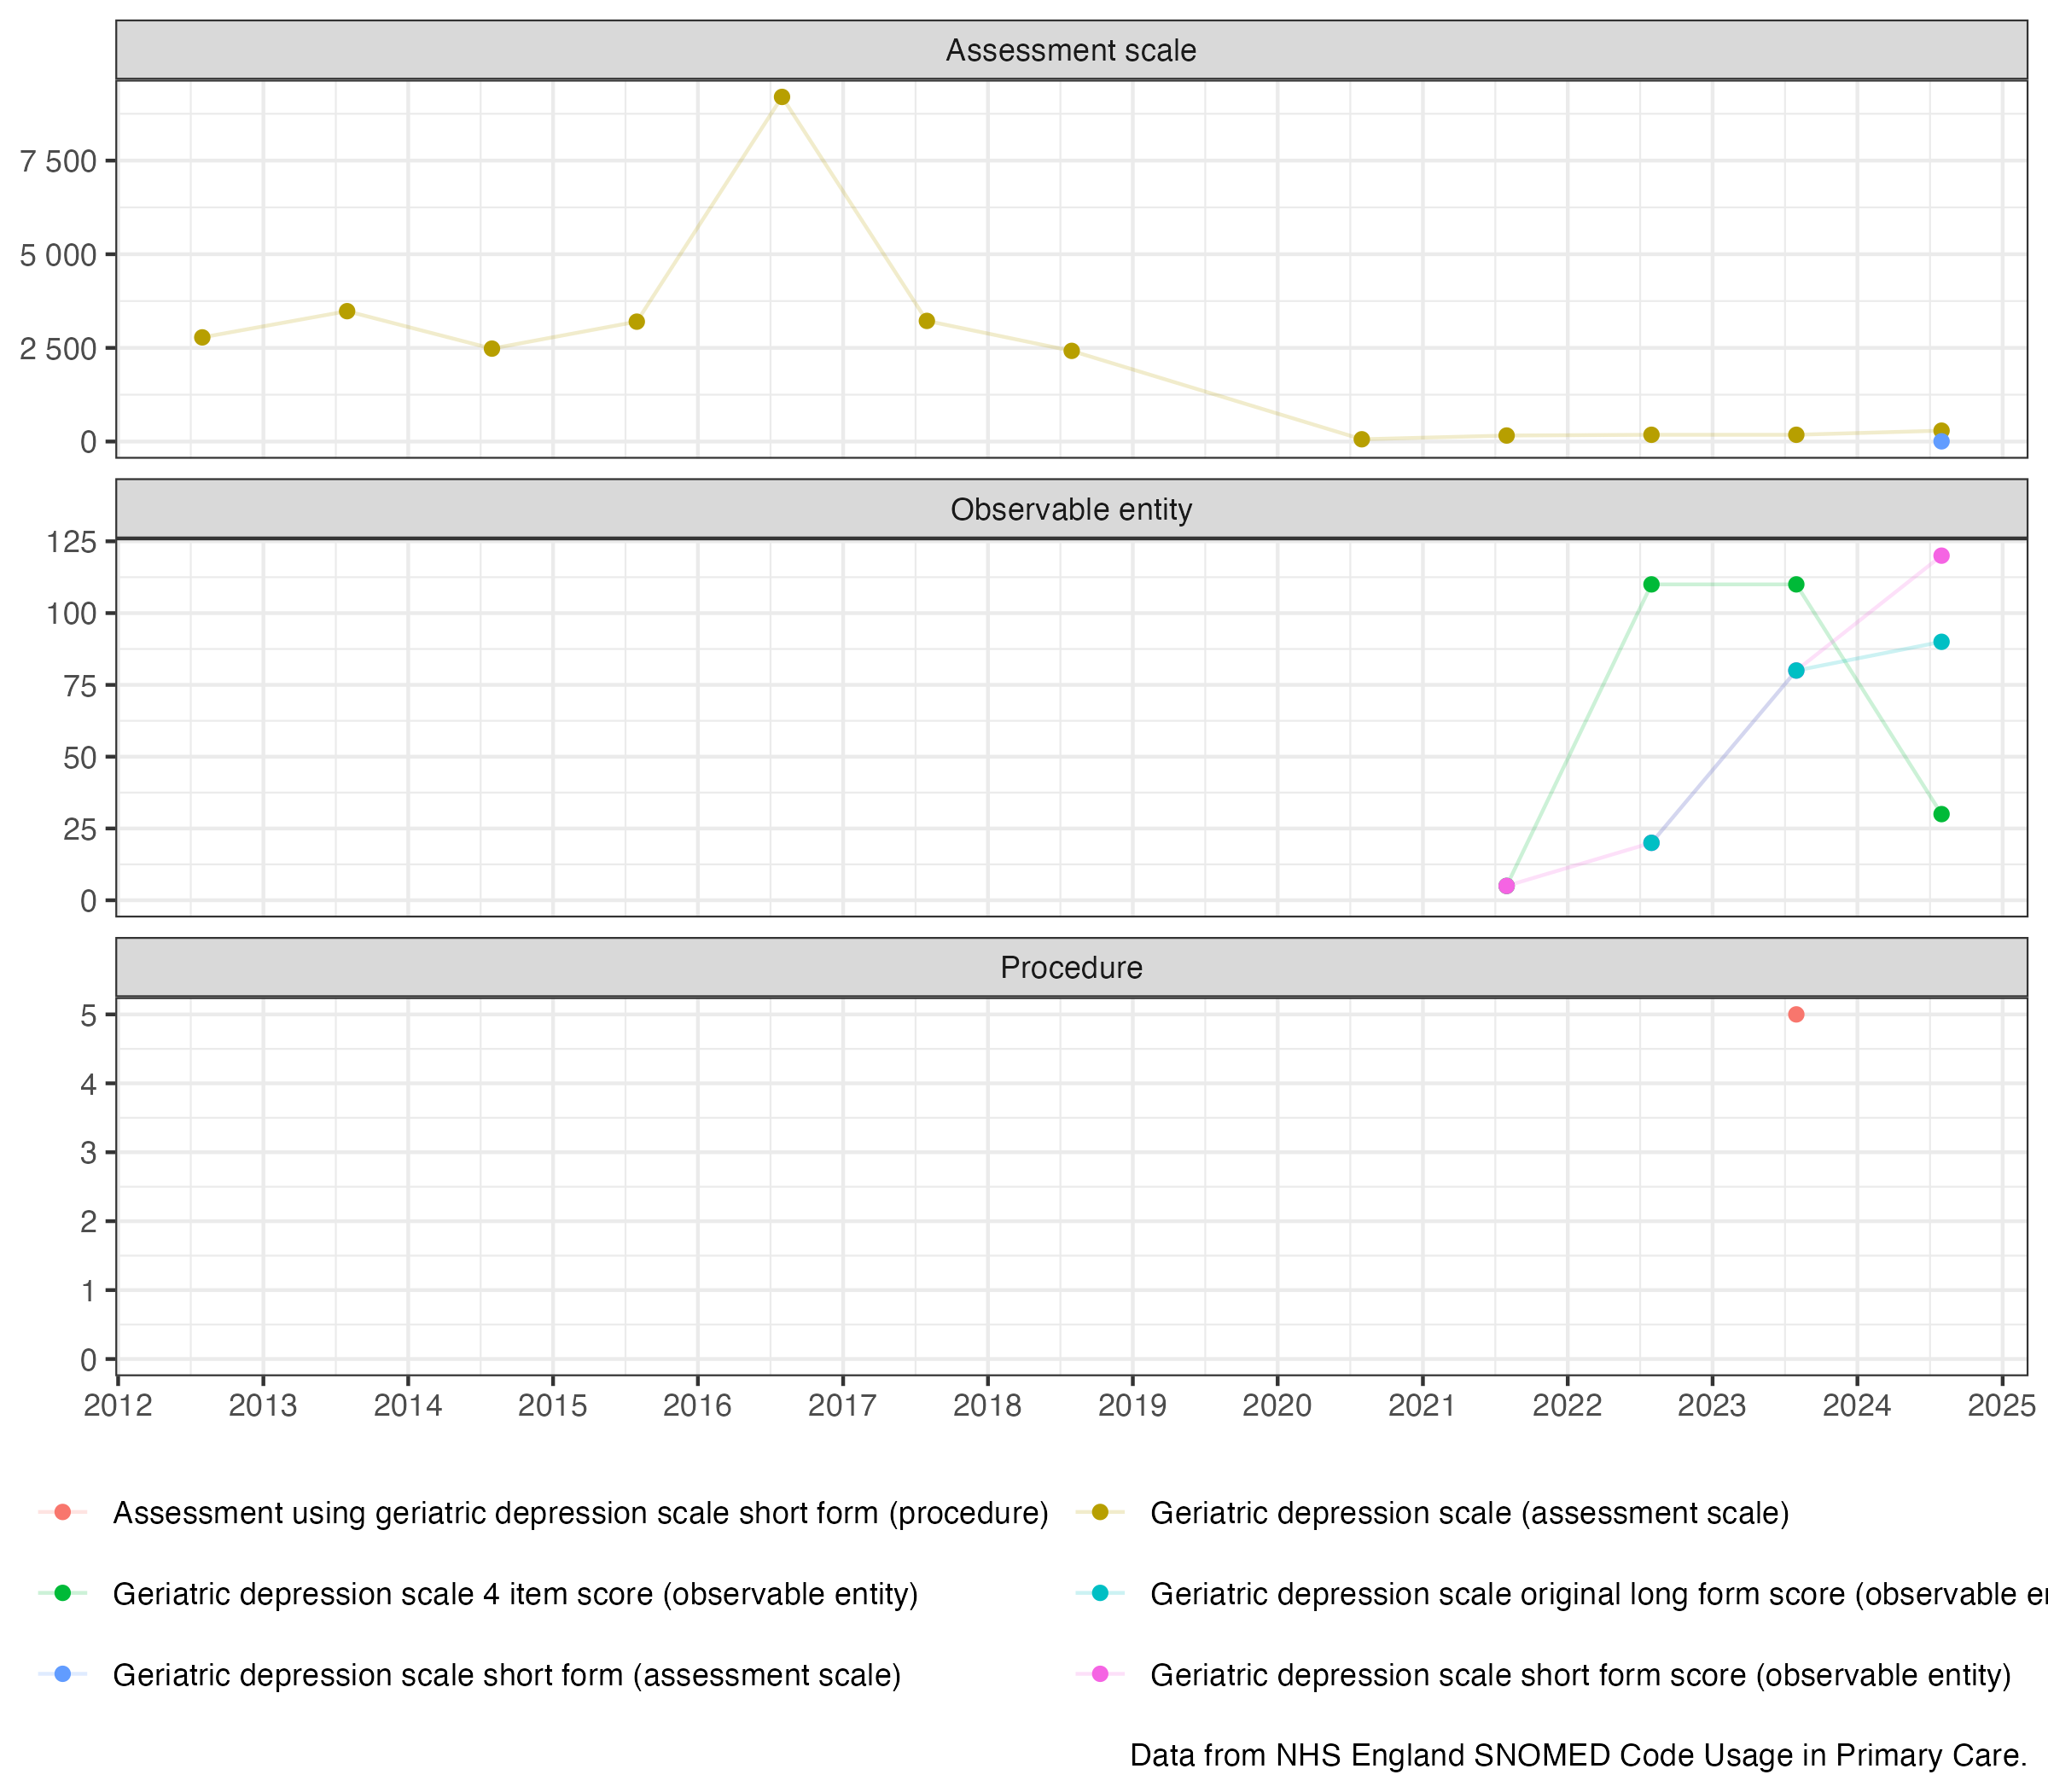 Assessment scale
7 500
5 000
2 500
0
Observable entity
125
100
75
50
25
0
Procedure
5
4
3
2
1
0
2012 2013 2014 2015 2016 2017 2018 2019 2020 2021 2022 2023 2024 2025
Assessment using geriatric depression scale short form (procedure) Geriatric depression scale (assessment scale)
Geriatric depression scale 4 item score (observable entity) Geriatric depression scale original long form score (observable
Geriatric depression scale short form (assessment scale) Geriatric depression scale short form score (observable entity)
Data from NHS England SNOMED Code Usage in Primary Care.